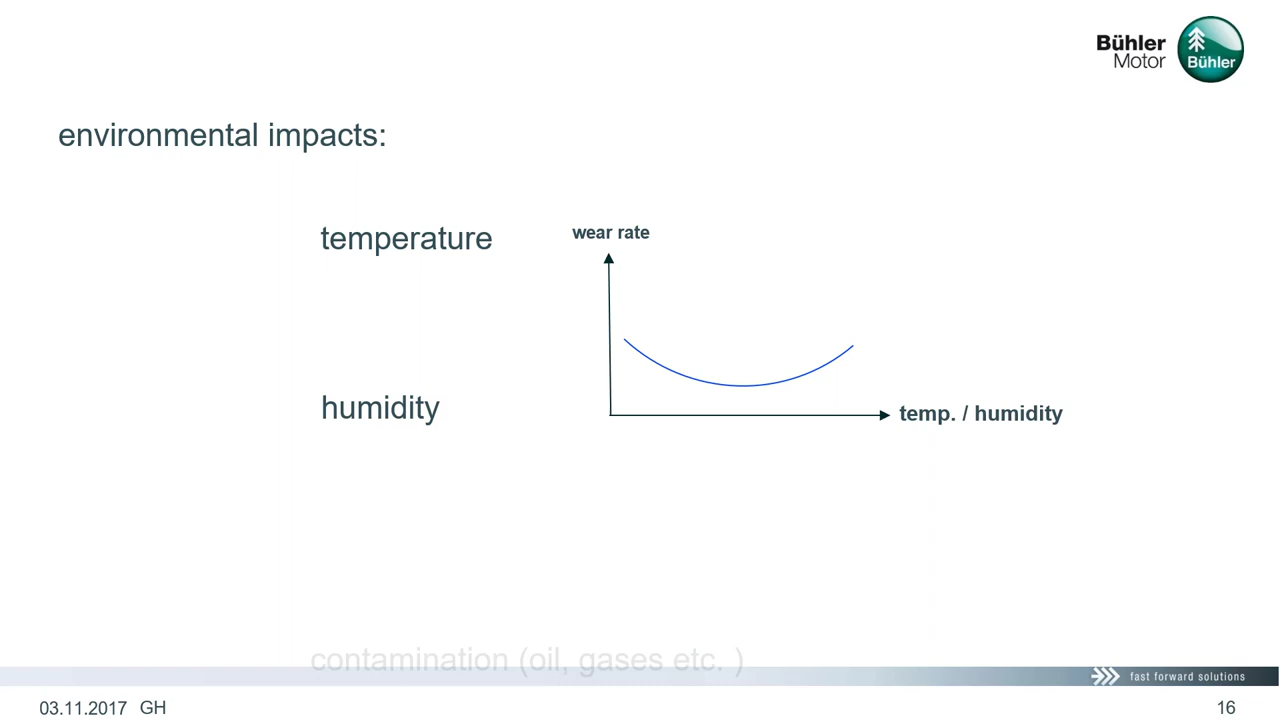 Bühler
Motor
Bühler
environmental impacts:
temperature
wear rate
humidity
temp. / humidity
contamination (oil, gases etc. )
fast forward solutions
03.11.2017 GH
16